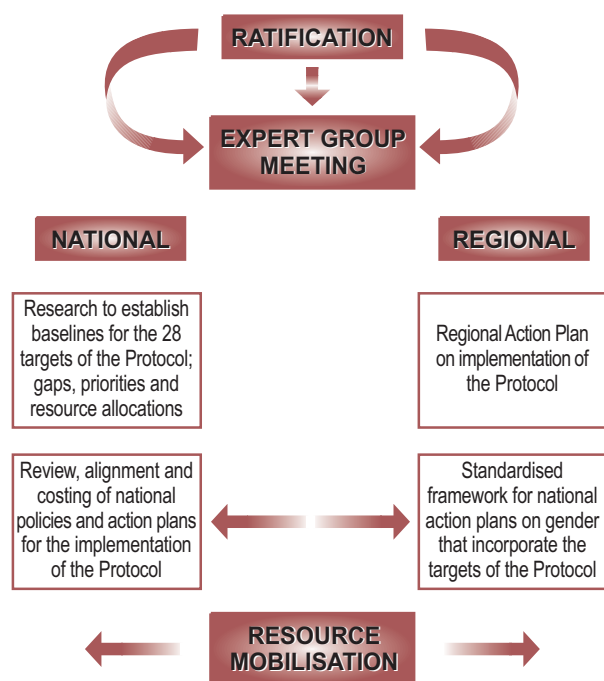 RATIFICATION
EXPERT GROUP
MEETING
NATIONAL
REGIONAL
Research to establish
baselines for the 28
targets of the Protocol;
gaps, priorities and
resource allocations
Regional Action Plan
on implementation of
the Protocol
Review, alignment and
costing of national
policies and action plans
for the implementation
of the Protocol
Standardised
framework for national
action plans on gender
that incorporate the
targets of the Protocol
RESOURCE
MOBILISATION